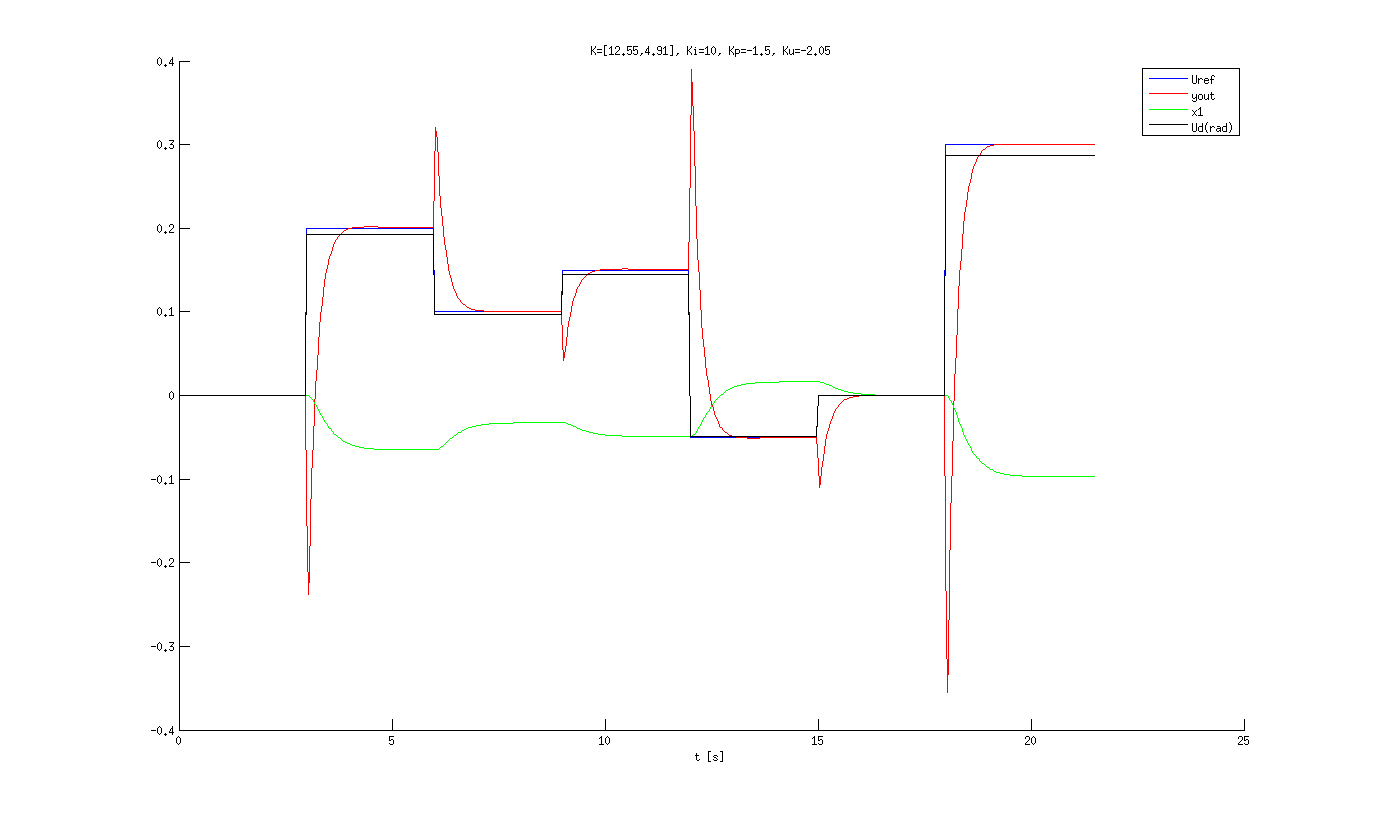 K=[12.55,4.91], Ki=10, Kp=-1.5, Ku=-2.05
0.4
0.3
0.2
0.1
0
-0.1
-0.2
-0.3
-0.4
0
5
10
15
20
25
t [s]
Uref
yout
x1
Ud(rad)